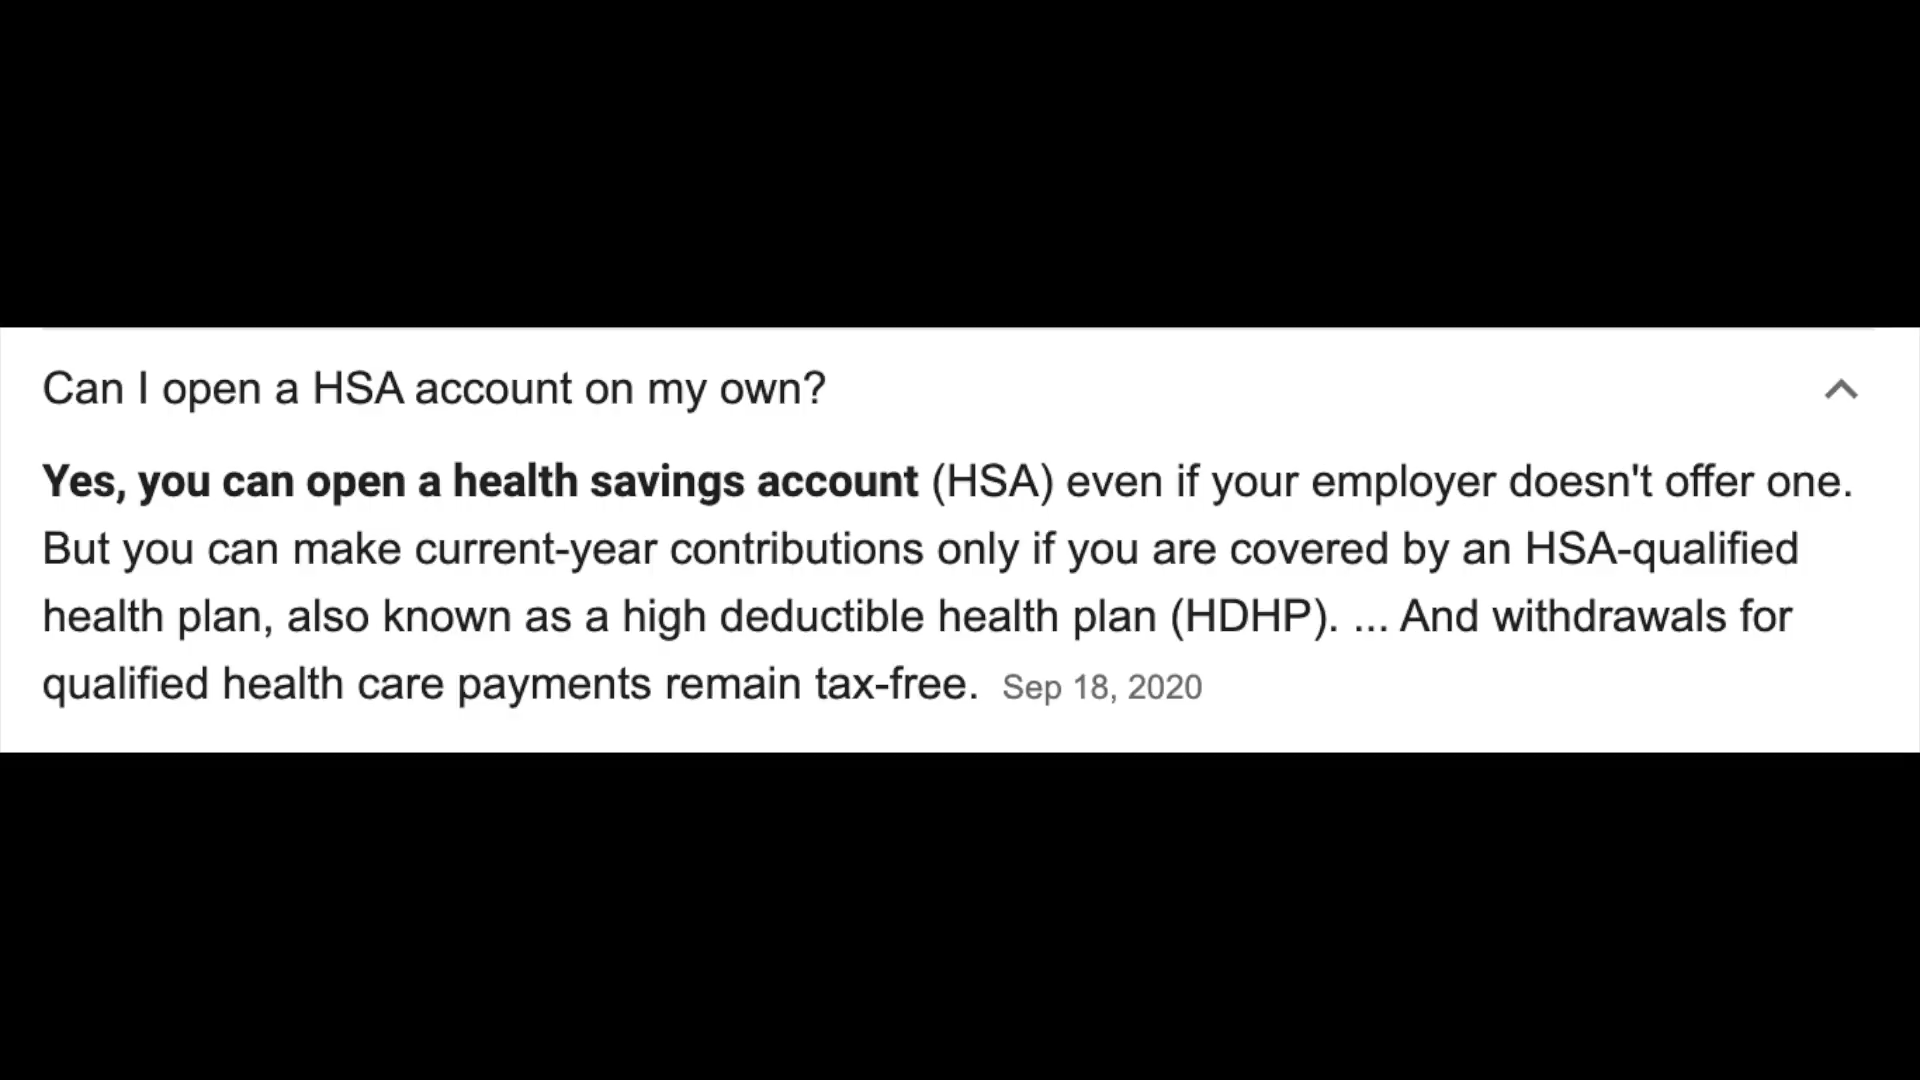 Can I open a HSA account on my own?
Yes, you can open a health savings account (HSA) even if your employer doesn't offer one.
But you can make current-year contributions only if you are covered by an HSA-qualified
health plan, also known as a high deductible health plan (HDHP). ... And withdrawals for
qualified health care payments remain tax-free. Sep 18, 2020